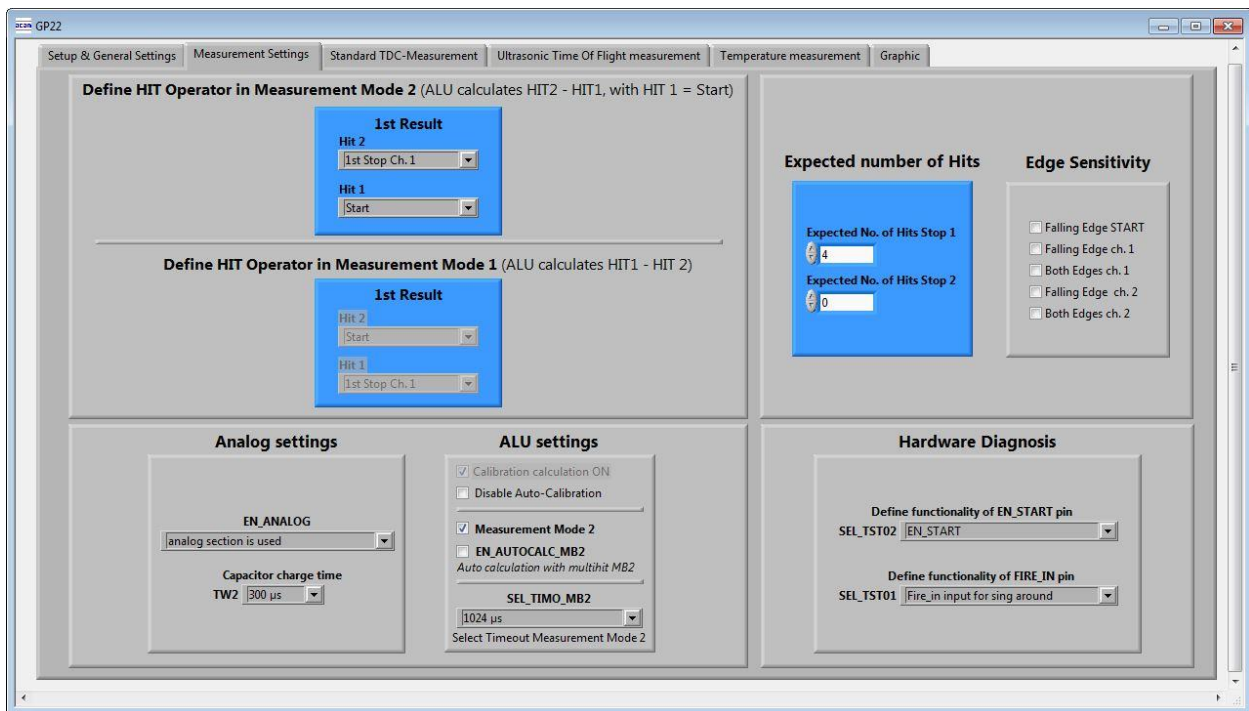 acam GP22
Setup & General Settings
Measurement Settings
Standard TDC-Measurement
Ultrasonic Time Of Flight measurement
Temperature measurement
Graphic
Define HIT Operator in Measurement Mode 2 (ALU calculates HIT2 - HIT1, with HIT 1 = Start)
1st Result
Hit 2
1st Stop Ch. 1
Hit 1
Start
Define HIT Operator in Measurement Mode 1 (ALU calculates HIT1 - HIT 2)
1st Result
Hit 2
Start
Hit 1
1st Stop Ch. 1
Expected number of Hits
Expected No. of Hits Stop 1
4
Expected No. of Hits Stop 2
0
Edge Sensitivity
Falling Edge START
Falling Edge ch. 1
Both Edges ch. 1
Falling Edge ch. 2
Both Edges ch. 2
Analog settings
EN_ANALOG
analog section is used
Capacitor charge time
TW2 300 µs
ALU settings
Calibration calculation ON
Disable Auto-Calibration
Measurement Mode 2
EN_AUTOCALC_MB2
Auto calculation with multihit MB2
SEL_TIMO_MB2
1024 µs
Select Timeout Measurement Mode 2
Hardware Diagnosis
Define functionality of EN_START pin
SEL_TST02 EN_START
Define functionality of FIRE_IN pin
SEL_TST01 Fire_in input for sing around